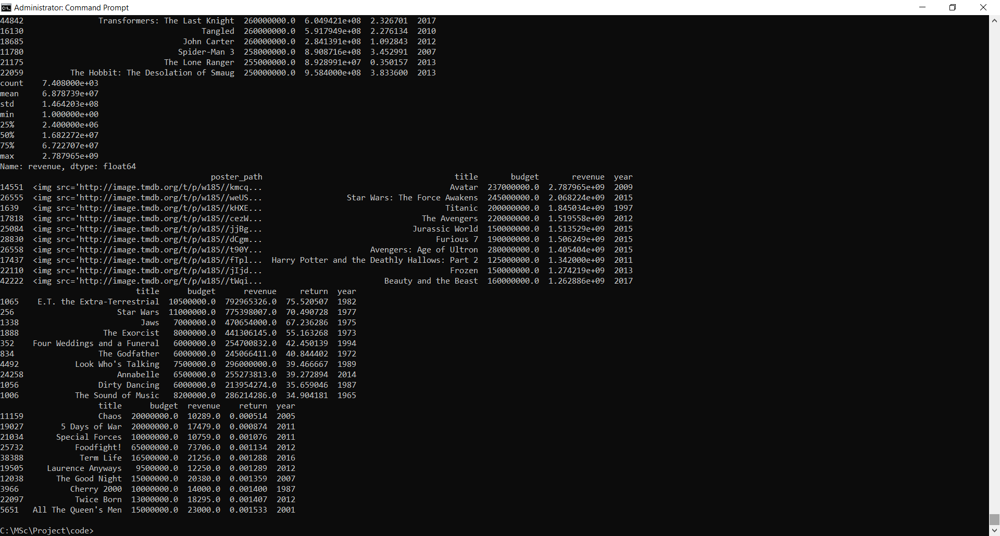 Administrator: Command Prompt
44842                Transformers: The Last Knight  260000000.0  6.049421e+08  2.326701  2017
16130                                      Tangled  260000000.0  5.917949e+08  2.276134  2010
18685                                  John Carter  260000000.0  2.841391e+08  1.092843  2012
11780                                 Spider-Man 3  258000000.0  8.908716e+08  3.452991  2007
21175                              The Lone Ranger  255000000.0  8.928991e+07  0.350157  2013
22059          The Hobbit: The Desolation of Smaug  250000000.0  9.584000e+08  3.833600  2013
count    7.408000e+03
mean     6.878739e+07
std      1.464203e+08
min      1.000000e+00
25%      2.400000e+06
50%      1.682272e+07
75%      6.722707e+07
max      2.787965e+09
Name: revenue, dtype: float64
                                             poster_path                                         title       budget       revenue  year
14551  <img src='http://image.tmdb.org/t/p/w185//kmcq...                                        Avatar  237000000.0  2.787965e+09  2009
26555  <img src='http://image.tmdb.org/t/p/w185//weUS...                  Star Wars: The Force Awakens  245000000.0  2.068224e+09  2015
1639   <img src='http://image.tmdb.org/t/p/w185//kHXE...                                       Titanic  200000000.0  1.845034e+09  1997
17818  <img src='http://image.tmdb.org/t/p/w185//cezW...                                  The Avengers  220000000.0  1.519558e+09  2012
25084  <img src='http://image.tmdb.org/t/p/w185//jjBg...                                Jurassic World  150000000.0  1.513529e+09  2015
28830  <img src='http://image.tmdb.org/t/p/w185//dCgm...                                     Furious 7  190000000.0  1.506249e+09  2015
26558  <img src='http://image.tmdb.org/t/p/w185//t90Y...                       Avengers: Age of Ultron  280000000.0  1.405404e+09  2015
17437  <img src='http://image.tmdb.org/t/p/w185//fTpl...  Harry Potter and the Deathly Hallows: Part 2  125000000.0  1.342000e+09  2011
22110  <img src='http://image.tmdb.org/t/p/w185//jIjd...                                        Frozen  150000000.0  1.274219e+09  2013
42222  <img src='http://image.tmdb.org/t/p/w185//tWqi...                          Beauty and the Beast  160000000.0  1.262886e+09  2017
                             title      budget      revenue     return  year
1065    E.T. the Extra-Terrestrial  10500000.0  792965326.0  75.520507  1982
256                      Star Wars  11000000.0  775398007.0  70.490728  1977
1338                          Jaws   7000000.0  470654000.0  67.236286  1975
1888                  The Exorcist   8000000.0  441306145.0  55.163268  1973
352    Four Weddings and a Funeral   6000000.0  254700832.0  42.450139  1994
834                  The Godfather   6000000.0  245066411.0  40.844402  1972
4492            Look Who's Talking   7500000.0  296000000.0  39.466667  1989
24258                    Annabelle   6500000.0  255273813.0  39.272894  2014
1056                 Dirty Dancing   6000000.0  213954274.0  35.659046  1987
1006            The Sound of Music   8200000.0  286214286.0  34.904181  1965
                     title      budget  revenue    return  year
11159                Chaos  20000000.0  10289.0  0.000514  2005
19027        5 Days of War  20000000.0  17479.0  0.000874  2011
21034       Special Forces  10000000.0  10759.0  0.001076  2011
25732           Foodfight!  65000000.0  73706.0  0.001134  2012
38388            Term Life  16500000.0  21256.0  0.001288  2016
19505     Laurence Anyways   9500000.0  12250.0  0.001289  2012
12038       The Good Night  15000000.0  20380.0  0.001359  2007
3966           Cherry 2000  10000000.0  14000.0  0.001400  1987
22097           Twice Born  13000000.0  18295.0  0.001407  2012
5651   All The Queen's Men  15000000.0  23000.0  0.001533  2001
C:\MSc\Project\code>